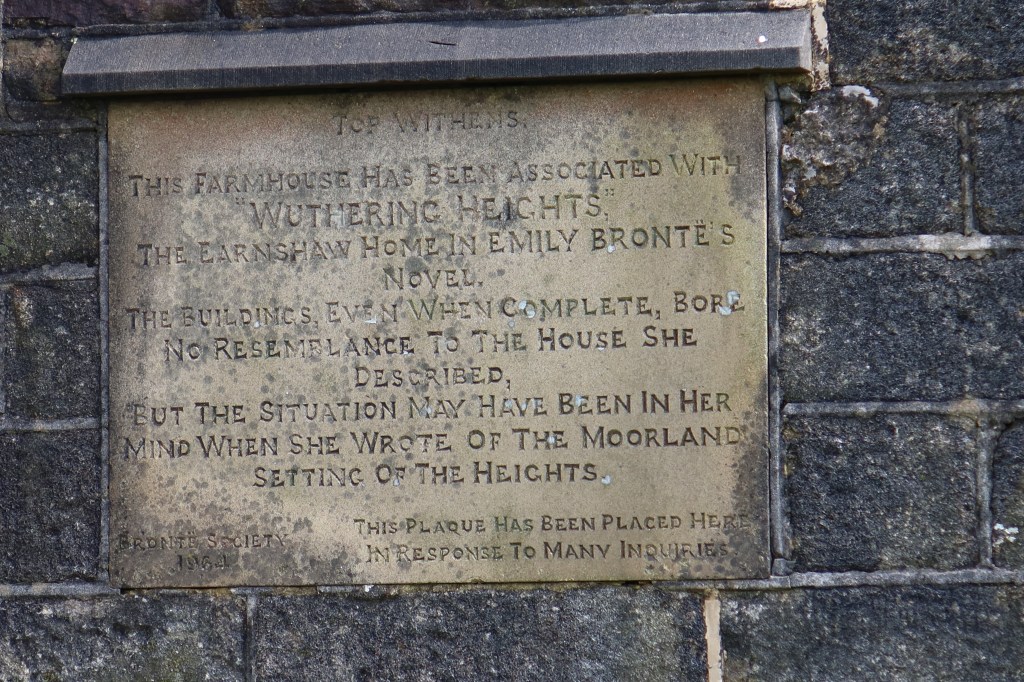 TOP WITHENS.
THIS FARMHOUSE HAS BEEN ASSOCIATED WITH
"WUTHERING HEIGHTS."
THE EARNSHAW HOME IN EMILY BRONTË'S
NOVEL.
THE BUILDINGS, EVEN WHEN COMPLETE, BORE
NO RESEMBLANCE TO THE HOUSE SHE
DESCRIBED,
BUT THE SITUATION MAY HAVE BEEN IN HER
MIND WHEN SHE WROTE OF THE MOORLAND
SETTING OF THE HEIGHTS.
BRONTË SOCIETY
1964
THIS PLAQUE HAS BEEN PLACED HERE
IN RESPONSE TO MANY INQUIRIES